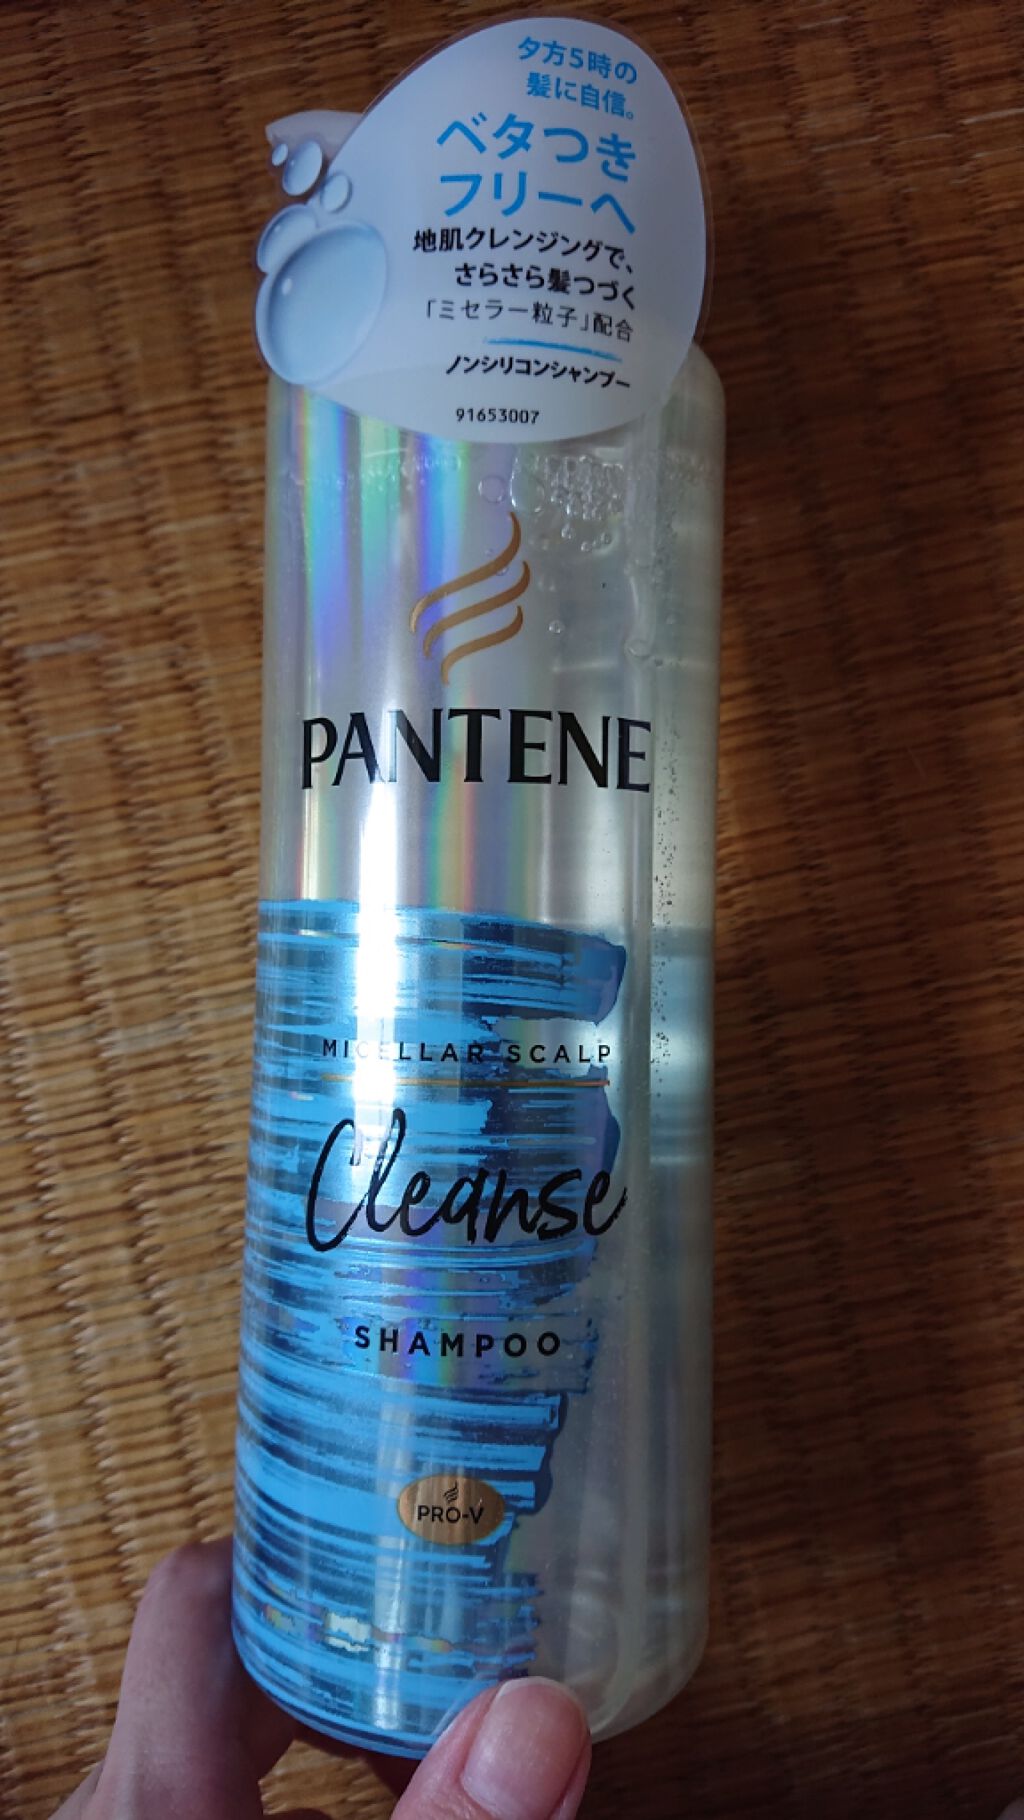 夕方5時の
髪に自信。
ベタつき
フリーへ
地肌クレンジングで、
さらさら髪つづく
「ミセラー粒子」配合
ノンシリコンシャンプー
91653007
PANTENE
MICELLAR SCALP
Cleanse
SHAMPOO
PRO-V